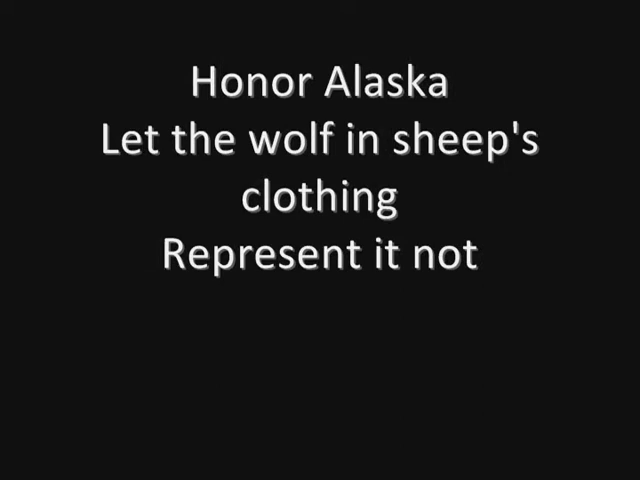 Honor Alaska
Let the wolf in sheep's
clothing
Represent it not